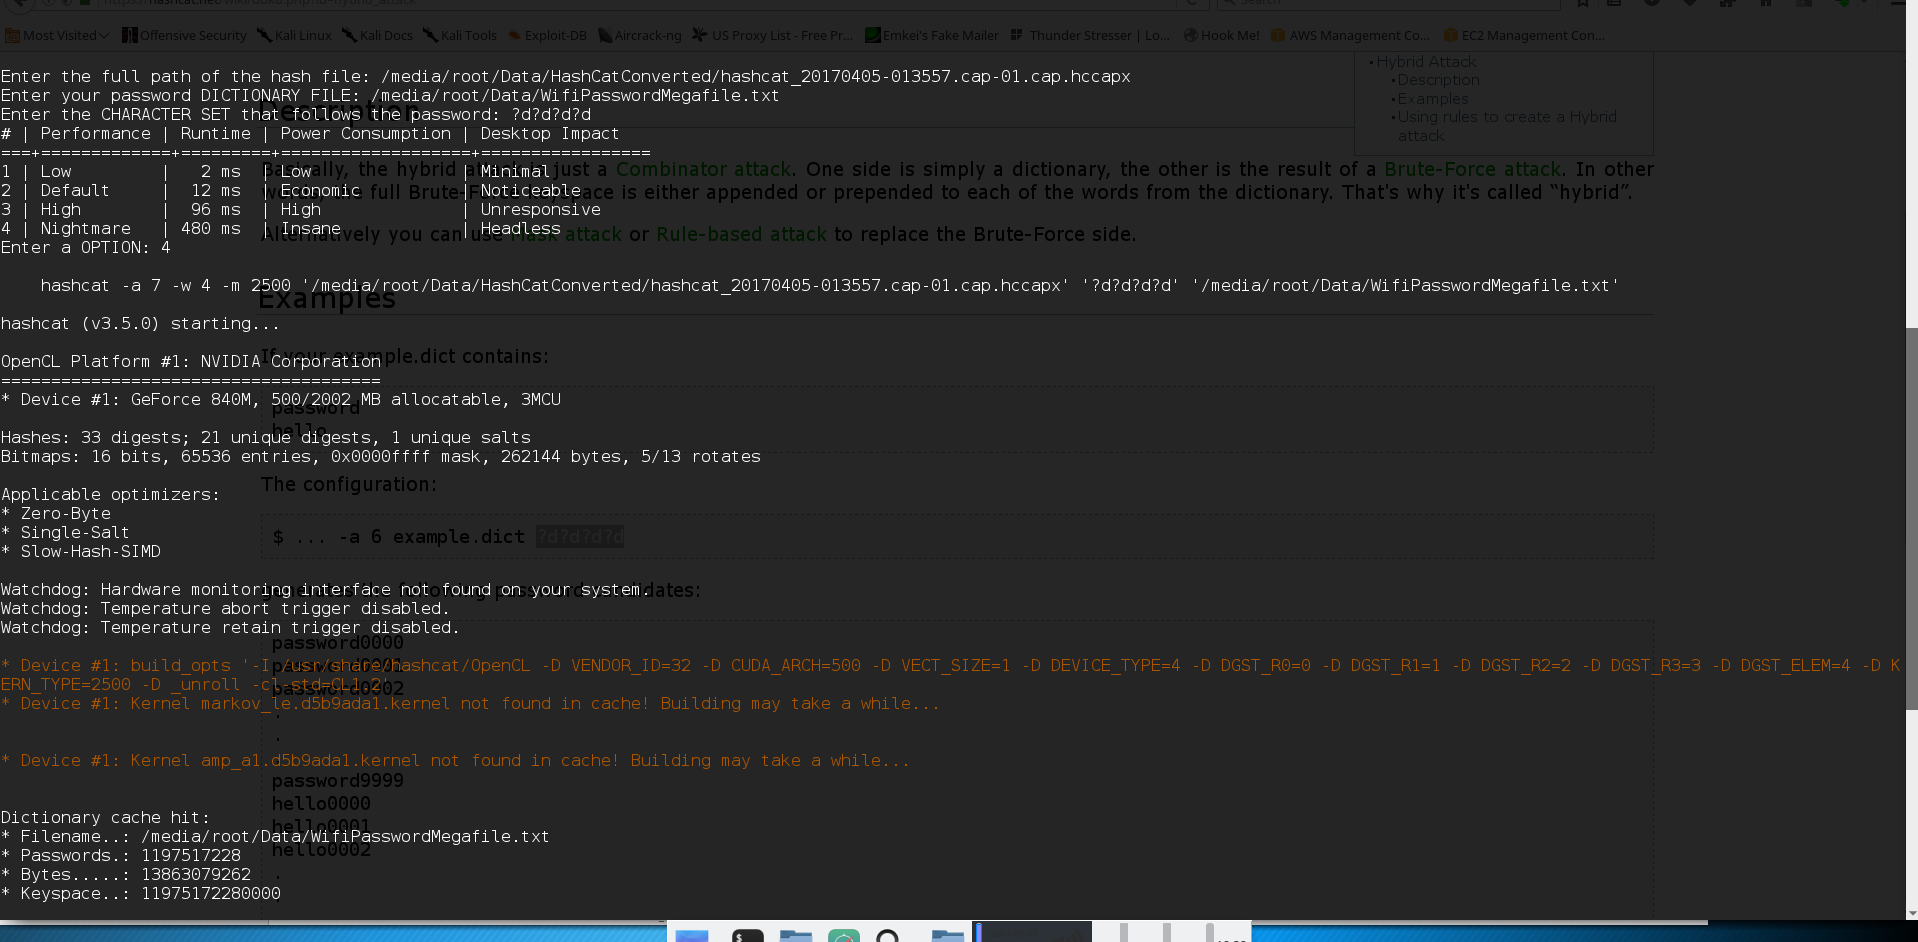 https://hashcat.net/wiki/doku.php?id=hybrid_attack
Search
Most Visited
Offensive Security
Kali Linux
Kali Docs
Kali Tools
Exploit-DB
Aircrack-ng
US Proxy List - Free Pr...
Emkei's Fake Mailer
Thunder Stresser | Lo...
Hook Me!
AWS Management Co...
EC2 Management Con...
Enter the full path of the hash file: /media/root/Data/HashCatConverted/hashcat_20170405-013557.cap-01.cap.hccapx
Enter your password DICTIONARY FILE: /media/root/Data/WifiPasswordMegafile.txt
Enter the CHARACTER SET that follows the password: ?d?d?d?d
# | Performance | Runtime | Power Consumption | Desktop Impact
===+=============+=========+===================+=================
1 | Low         |   2 ms  | Low               | Minimal
2 | Default     |  12 ms  | Economic          | Noticeable
3 | High        |  96 ms  | High              | Unresponsive
4 | Nightmare   | 480 ms  | Insane            | Headless
Enter a OPTION: 4
hashcat -a 7 -w 4 -m 2500 '/media/root/Data/HashCatConverted/hashcat_20170405-013557.cap-01.cap.hccapx' '?d?d?d?d' '/media/root/Data/WifiPasswordMegafile.txt'
hashcat (v3.5.0) starting...
OpenCL Platform #1: NVIDIA Corporation
======================================
* Device #1: GeForce 840M, 500/2002 MB allocatable, 3MCU
Hashes: 33 digests; 21 unique digests, 1 unique salts
Bitmaps: 16 bits, 65536 entries, 0x0000ffff mask, 262144 bytes, 5/13 rotates
Applicable optimizers:
* Zero-Byte
* Single-Salt
* Slow-Hash-SIMD
Watchdog: Hardware monitoring interface not found on your system.
Watchdog: Temperature abort trigger disabled.
Watchdog: Temperature retain trigger disabled.
* Device #1: build_opts '-I /usr/share/hashcat/OpenCL -D VENDOR_ID=32 -D CUDA_ARCH=500 -D VECT_SIZE=1 -D DEVICE_TYPE=4 -D DGST_R0=0 -D DGST_R1=1 -D DGST_R2=2 -D DGST_R3=3 -D DGST_ELEM=4 -D K
ERN_TYPE=2500 -D _unroll -cl-std=CL1.2'
* Device #1: Kernel markov_le.d5b9ada1.kernel not found in cache! Building may take a while...
* Device #1: Kernel amp_a1.d5b9ada1.kernel not found in cache! Building may take a while...
Dictionary cache hit:
* Filename..: /media/root/Data/WifiPasswordMegafile.txt
* Passwords.: 1197517228
* Bytes.....: 13863079262
* Keyspace..: 11975172280000
• Hybrid Attack
• Description
• Examples
• Using rules to create a Hybrid
attack
Description
Basically, the hybrid attack is just a Combinator attack. One side is simply a dictionary, the other is the result of a Brute-Force attack. In other
words, the full Brute-Force keyspace is either appended or prepended to each of the words from the dictionary. That's why it's called “hybrid”.
Alternatively you can use Mask attack or Rule-based attack to replace the Brute-Force side.
Examples
If your example.dict contains:
password
hello
The configuration:
$ ... -a 6 example.dict ?d?d?d?d
generates the following password candidates:
password0000
password0001
password0002
.
.
password9999
hello0000
hello0001
hello0002
.